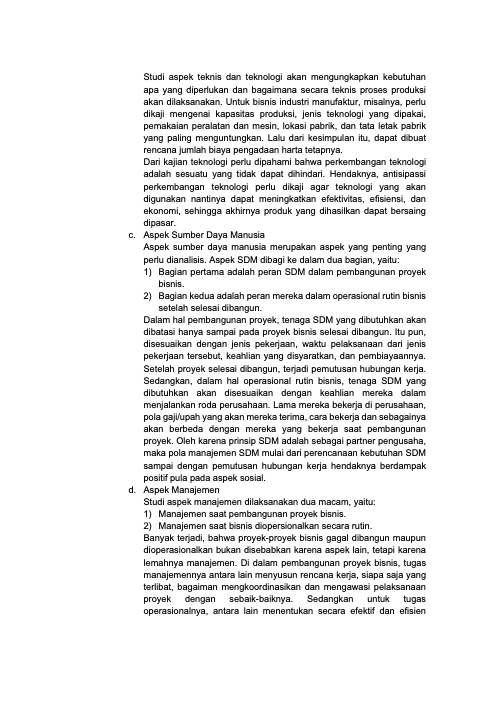 Studi aspek teknis dan teknologi akan mengungkapkan kebutuhan
apa yang diperlukan dan bagaimana secara teknis proses produksi
akan dilaksanakan. Untuk bisnis industri manufaktur, misalnya, perlu
dikaji mengenai kapasitas produksi, jenis teknologi yang dipakai,
pemakaian peralatan dan mesin, lokasi pabrik, dan tata letak pabrik
yang paling menguntungkan. Lalu dari kesimpulan itu, dapat dibuat
rencana jumlah biaya pengadaan harta tetapnya.
Dari kajian teknologi perlu dipahami bahwa perkembangan teknologi
adalah sesuatu yang tidak dapat dihindari. Hendaknya, antisipassi
perkembangan teknologi perlu dikaji agar teknologi yang akan
digunakan nantinya dapat meningkatkan efektivitas, efisiensi, dan
ekonomi, sehingga akhirnya produk yang dihasilkan dapat bersaing
dipasar.
c. Aspek Sumber Daya Manusia
Aspek sumber daya manusia merupakan aspek yang penting yang
perlu dianalisis. Aspek SDM dibagi ke dalam dua bagian, yaitu:
1) Bagian pertama adalah peran SDM dalam pembangunan proyek
bisnis.
2) Bagian kedua adalah peran mereka dalam operasional rutin bisnis
setelah selesai dibangun.
Dalam hal pembangunan proyek, tenaga SDM yang dibutuhkan akan
dibatasi hanya sampai pada proyek bisnis selesai dibangun. Itu pun,
disesuaikan dengan jenis pekerjaan, waktu pelaksanaan dari jenis
pekerjaan tersebut, keahlian yang disyaratkan, dan pembiayaannya.
Setelah proyek selesai dibangun, terjadi pemutusan hubungan kerja.
Sedangkan, dalam hal operasional rutin bisnis, tenaga SDM yang
dibutuhkan akan disesuaikan dengan keahlian mereka dalam
menjalankan roda perusahaan. Lama mereka bekerja di perusahaan,
pola gaji/upah yang akan mereka terima, cara bekerja dan sebagainya
akan berbeda dengan mereka yang bekerja saat pembangunan
proyek. Oleh karena prinsip SDM adalah sebagai partner pengusaha,
maka pola manajemen SDM mulai dari perencanaan kebutuhan SDM
sampai dengan pemutusan hubungan kerja hendaknya berdampak
positif pula pada aspek sosial.
d. Aspek Manajemen
Studi aspek manajemen dilaksanakan dua macam, yaitu:
1) Manajemen saat pembangunan proyek bisnis.
2) Manajemen saat bisnis diopersionalkan secara rutin.
Banyak terjadi, bahwa proyek-proyek bisnis gagal dibangun maupun
dioperasionalkan bukan disebabkan karena aspek lain, tetapi karena
lemahnya manajemen. Di dalam pembangunan proyek bisnis, tugas
manajemennya antara lain menyusun rencana kerja, siapa saja yang
terlibat, bagaiman mengkoordinasikan dan mengawasi pelaksanaan
proyek dengan sebaik-baiknya. Sedangkan untuk tugas
operasionalnya, antara lain menentukan secara efektif dan efisien